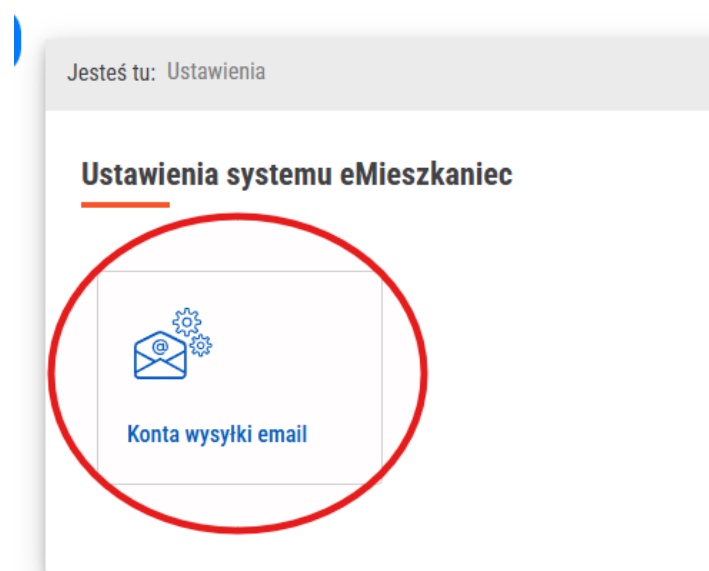 Jesteś tu: Ustawienia
Ustawienia systemu eMieszkaniec
@
Konta wysyłki email